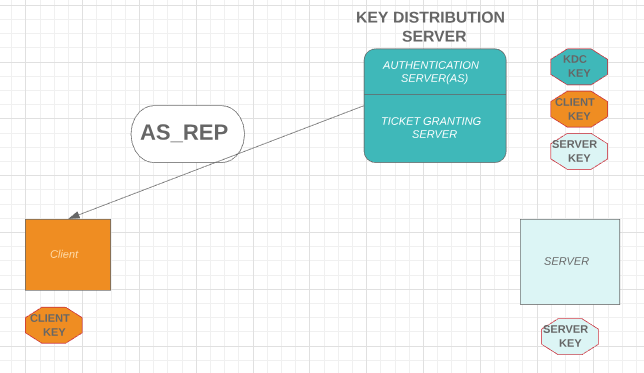 KEY DISTRIBUTION
SERVER
AUTHENTICATION
SERVER(AS)
TICKET GRANTING
SERVER
KDC
KEY
CLIENT
KEY
SERVER
KEY
AS_REP
Client
SERVER
CLIENT
KEY
SERVER
KEY